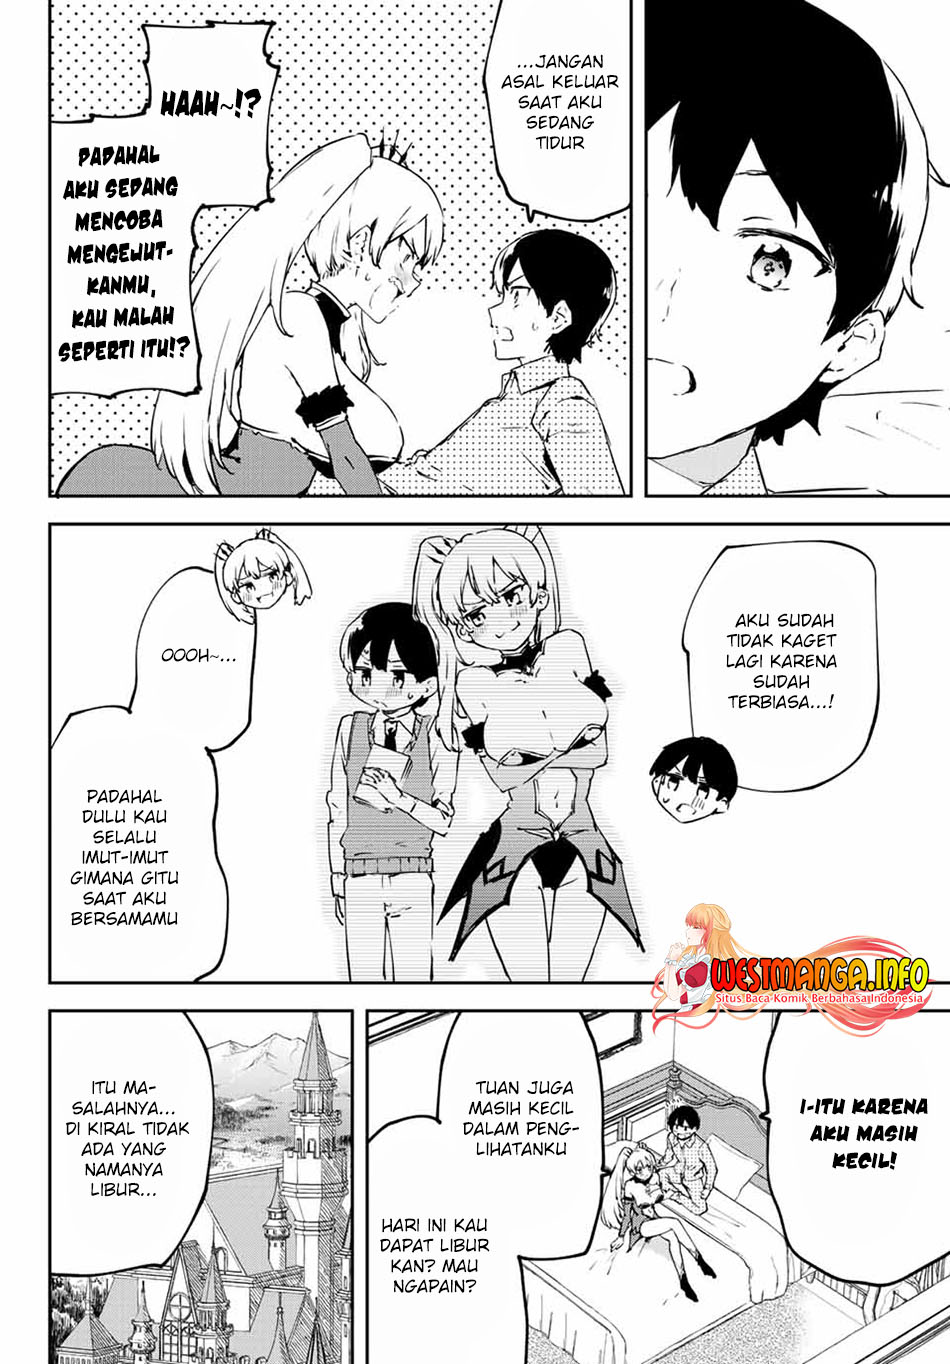 ...JANGAN
ASAL KELUAR
SAAT AKU
SEDANG
TIDUR
HAAH~!?
PADAHAL
AKU SEDANG
MENCOBA
MENGEJUT-
KANMU,
KAU MALAH
SEPERTI ITU!?
AKU SUDAH
TIDAK KAGET
LAGI KARENA
SUDAH
TERBIASA...!
OOOH~...
PADAHAL
DULU KAU
SELALU
IMUT-IMUT
GIMANA GITU
SAAT AKU
BERSAMAMU
WESTMANGA.INFO
SITUS BACA KOMIK BERBAHASA INDONESIA
I-ITU KARENA
AKU MASIH
KECIL!
TUAN JUGA
MASIH KECIL
DALAM PENG-
LIHATANKU
HARI INI KAU
DAPAT LIBUR
KAN? MAU
NGAPAIN?
ITU MA-
SALAHNYA...
DI KIRAL TIDAK
ADA YANG
NAMANYA
LIBUR...